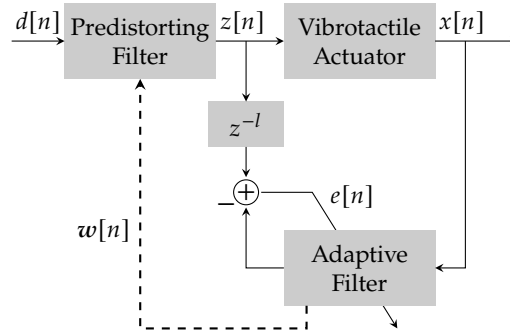 d[n]
Predistorting
Filter
z[n]
Vibrotactile
Actuator
x[n]
z⁻ˡ
+
−
e[n]
w[n]
Adaptive
Filter